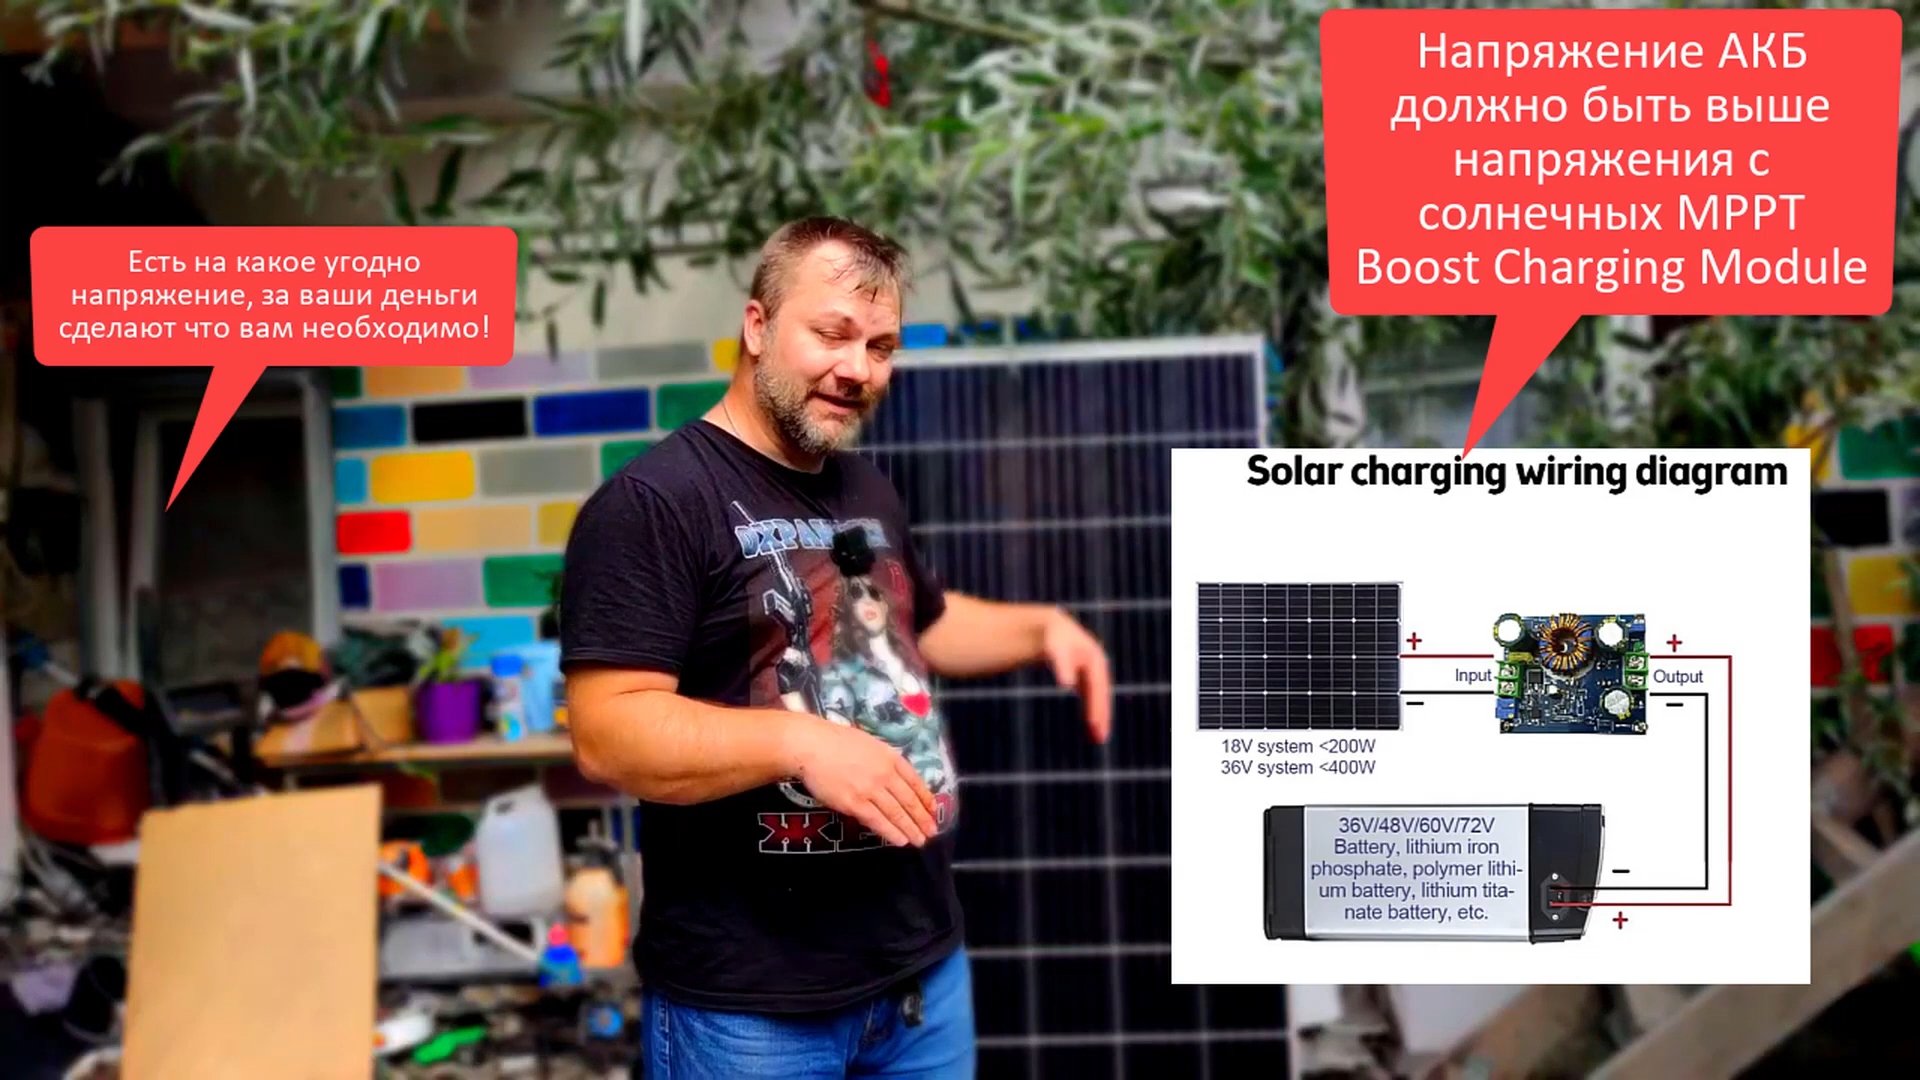 Есть на какое угодно
напряжение, за ваши деньги
сделают что вам необходимо!
Напряжение АКБ
должно быть выше
напряжения с
солнечных MPPT
Boost Charging Module
Solar charging wiring diagram
+
+
Input
Output
−
−
18V system <200W
36V system <400W
36V/48V/60V/72V
Battery, lithium iron
phosphate, polymer lithi-
um battery, lithium tita-
nate battery, etc.
−
+